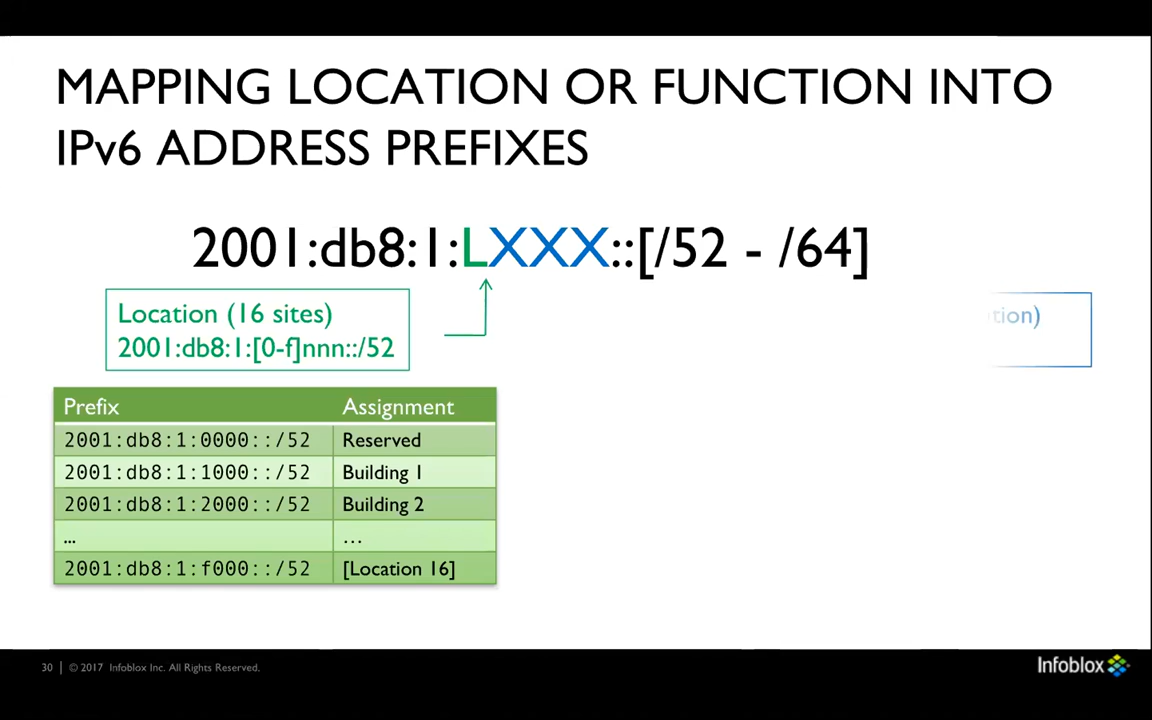 MAPPING LOCATION OR FUNCTION INTO
IPv6 ADDRESS PREFIXES
2001:db8:1:LXXX::[/52 - /64]
Location (16 sites)
2001:db8:1:[0-f]nnn::/52
Prefix Assignment
2001:db8:1:0000::/52 Reserved
2001:db8:1:1000::/52 Building 1
2001:db8:1:2000::/52 Building 2
... ...
2001:db8:1:f000::/52 [Location 16]
30 | © 2017 Infoblox Inc. All Rights Reserved.
Infoblox